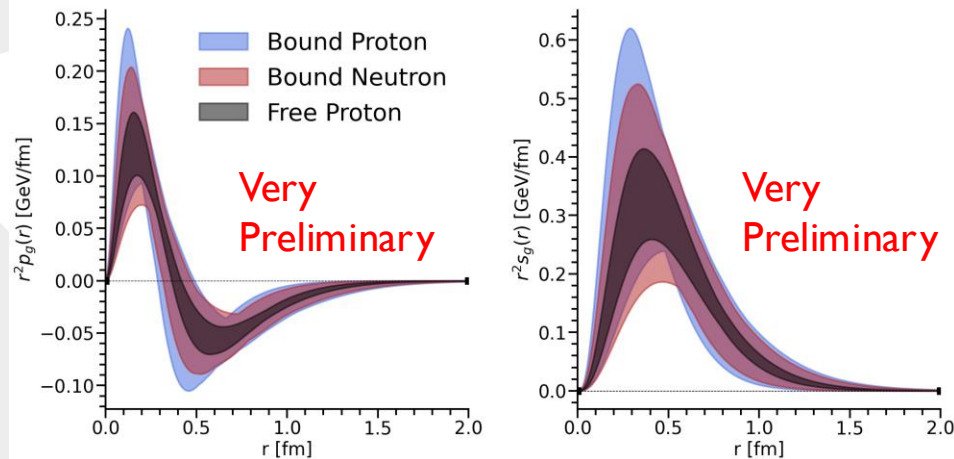 0.25
0.20
0.15
0.10
0.05
0.00
−0.05
−0.10
r²p_g(r) [GeV/fm]
Bound Proton
Bound Neutron
Free Proton
Very
Preliminary
0.0 0.5 1.0 1.5 2.0
r [fm]
0.6
0.5
0.4
0.3
0.2
0.1
0.0
r²s_g(r) [GeV/fm]
Very
Preliminary
0.0 0.5 1.0 1.5 2.0
r [fm]